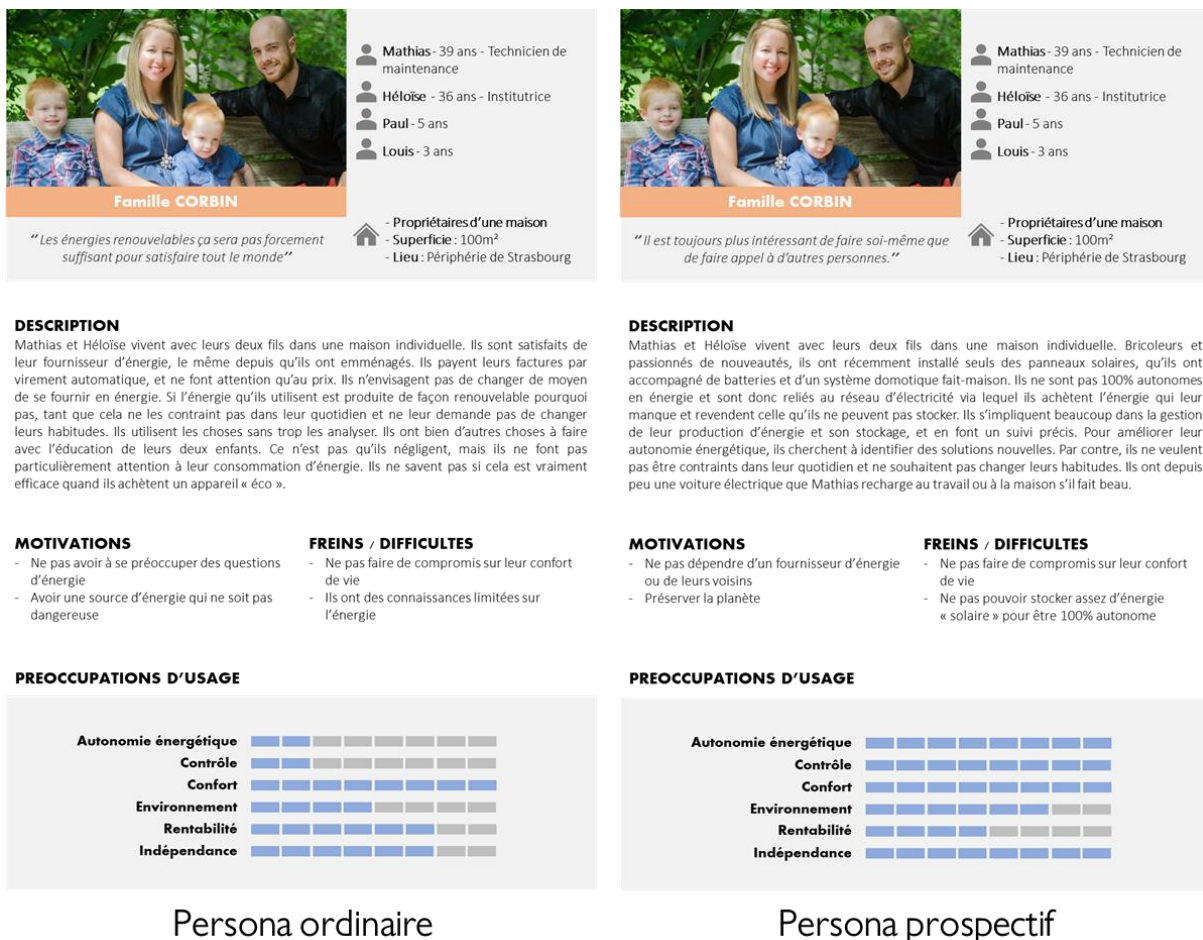 Mathias - 39 ans - Technicien de
maintenance
Héloïse - 36 ans - Institutrice
Paul - 5 ans
Louis - 3 ans
Famille CORBIN
"Les énergies renouvelables ça sera pas forcement
suffisant pour satisfaire tout le monde"
- Propriétaires d'une maison
- Superficie : 100m²
- Lieu : Périphérie de Strasbourg
DESCRIPTION
Mathias et Héloïse vivent avec leurs deux fils dans une maison individuelle. Ils sont satisfaits de
leur fournisseur d'énergie, le même depuis qu'ils ont emménagés. Ils payent leurs factures par
virement automatique, et ne font attention qu'au prix. Ils n'envisagent pas de changer de moyen
de se fournir en énergie. Si l'énergie qu'ils utilisent est produite de façon renouvelable pourquoi
pas, tant que cela ne les contraint pas dans leur quotidien et ne leur demande pas de changer
leurs habitudes. Ils utilisent les choses sans trop les analyser. Ils ont bien d'autres choses à faire
avec l'éducation de leurs deux enfants. Ce n'est pas qu'ils négligent, mais ils ne font pas
particulièrement attention à leur consommation d'énergie. Ils ne savent pas si cela est vraiment
efficace quand ils achètent un appareil « éco ».
MOTIVATIONS
- Ne pas avoir à se préoccuper des questions
d'énergie
- Avoir une source d'énergie qui ne soit pas
dangereuse
FREINS / DIFFICULTES
- Ne pas faire de compromis sur leur confort
de vie
- Ils ont des connaissances limitées sur
l'énergie
PREOCCUPATIONS D'USAGE
Autonomie énergétique
Contrôle
Confort
Environnement
Rentabilité
Indépendance
Persona ordinaire
Mathias - 39 ans - Technicien de
maintenance
Héloïse - 36 ans - Institutrice
Paul - 5 ans
Louis - 3 ans
Famille CORBIN
"Il est toujours plus intéressant de faire soi-même que
de faire appel à d'autres personnes."
- Propriétaires d'une maison
- Superficie : 100m²
- Lieu : Périphérie de Strasbourg
DESCRIPTION
Mathias et Héloïse vivent avec leurs deux fils dans une maison individuelle. Bricoleurs et
passionnés de nouveautés, ils ont récemment installé seuls des panneaux solaires, qu'ils ont
accompagné de batteries et d'un système domotique fait-maison. Ils ne sont pas 100% autonomes
en énergie et sont donc reliés au réseau d'électricité via lequel ils achètent l'énergie qui leur
manque et revendent celle qu'ils ne peuvent pas stocker. Ils s'impliquent beaucoup dans la gestion
de leur production d'énergie et son stockage, et en font un suivi précis. Pour améliorer leur
autonomie énergétique, ils cherchent à identifier des solutions nouvelles. Par contre, ils ne veulent
pas être contraints dans leur quotidien et ne souhaitent pas changer leurs habitudes. Ils ont depuis
peu une voiture électrique que Mathias recharge au travail ou à la maison s'il fait beau.
MOTIVATIONS
- Ne pas dépendre d'un fournisseur d'énergie
ou de leurs voisins
- Préserver la planète
FREINS / DIFFICULTES
- Ne pas faire de compromis sur leur confort
de vie
- Ne pas pouvoir stocker assez d'énergie
« solaire » pour être 100% autonome
PREOCCUPATIONS D'USAGE
Autonomie énergétique
Contrôle
Confort
Environnement
Rentabilité
Indépendance
Persona prospectif